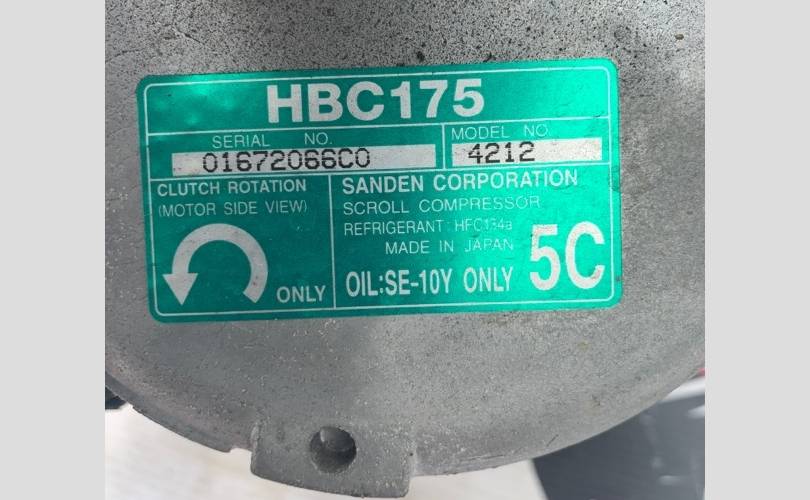 HBC175
SERIAL NO.
01672066C0
MODEL NO.
4212
CLUTCH ROTATION
(MOTOR SIDE VIEW)
ONLY
SANDEN CORPORATION
SCROLL COMPRESSOR
REFRIGERANT: HFC134a
MADE IN JAPAN
OIL:SE-10Y ONLY
5C